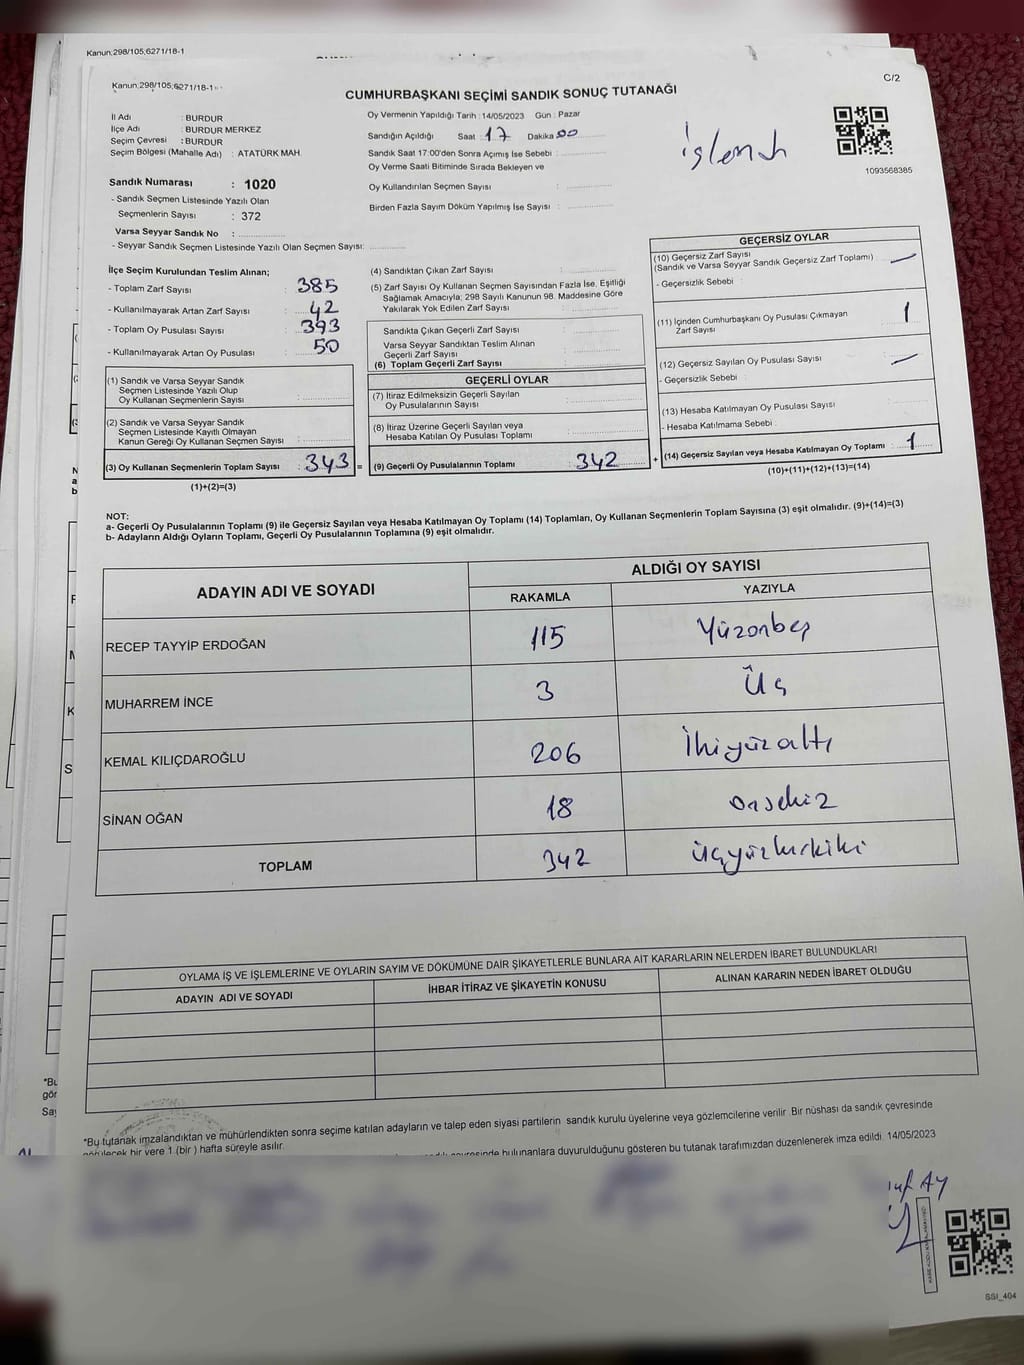 Kanun:298/105;6271/18-1
Kanun:298/105;6271/18-1
C/2
CUMHURBAŞKANI SEÇİMİ SANDIK SONUÇ TUTANAĞI
İl Adı : BURDUR
İlçe Adı : BURDUR MERKEZ
Seçim Çevresi : BURDUR
Seçim Bölgesi (Mahalle Adı) : ATATÜRK MAH.
Oy Vermenin Yapıldığı Tarih : 14/05/2023 Gün : Pazar
Sandığın Açıldığı Saat 17 Dakika 00
Sandık Saat 17:00'den Sonra Açımış İse Sebebi :
Oy Verme Saati Bitiminde Sırada Bekleyen ve
Oy Kullandırılan Seçmen Sayısı :
Birden Fazla Sayım Döküm Yapılmış İse Sayısı :
işlendi
1093568385
Sandık Numarası : 1020
- Sandık Seçmen Listesinde Yazılı Olan
Seçmenlerin Sayısı : 372
Varsa Seyyar Sandık No :
- Seyyar Sandık Seçmen Listesinde Yazılı Olan Seçmen Sayısı:
İlçe Seçim Kurulundan Teslim Alınan;
- Toplam Zarf Sayısı : 385
- Kullanılmayarak Artan Zarf Sayısı : 42
- Toplam Oy Pusulası Sayısı : 393
- Kullanılmayarak Artan Oy Pusulası : 50
(1) Sandık ve Varsa Seyyar Sandık
Seçmen Listesinde Yazılı Olup
Oy Kullanan Seçmenlerin Sayısı :
(2) Sandık ve Varsa Seyyar Sandık
Seçmen Listesinde Kayıtlı Olmayan
Kanun Gereği Oy Kullanan Seçmen Sayısı :
(3) Oy Kullanan Seçmenlerin Toplam Sayısı : 343 =
(1)+(2)=(3)
(4) Sandıktan Çıkan Zarf Sayısı :
(5) Zarf Sayısı Oy Kullanan Seçmen Sayısından Fazla İse, Eşitliği
Sağlamak Amacıyla; 298 Sayılı Kanunun 98. Maddesine Göre
Yakılarak Yok Edilen Zarf Sayısı :
Sandıkta Çıkan Geçerli Zarf Sayısı :
Varsa Seyyar Sandıktan Teslim Alınan
Geçerli Zarf Sayısı :
(6) Toplam Geçerli Zarf Sayısı :
GEÇERLİ OYLAR
(7) İtiraz Edilmeksizin Geçerli Sayılan
Oy Pusulalarının Sayısı :
(8) İtiraz Üzerine Geçerli Sayılan veya
Hesaba Katılan Oy Pusulası Toplamı :
(9) Geçerli Oy Pusulalarının Toplamı : 342 +
GEÇERSİZ OYLAR
(10) Geçersiz Zarf Sayısı
(Sandık ve Varsa Seyyar Sandık Geçersiz Zarf Toplamı) : —
- Geçersizlik Sebebi :
(11) İçinden Cumhurbaşkanı Oy Pusulası Çıkmayan
Zarf Sayısı : 1
(12) Geçersiz Sayılan Oy Pusulası Sayısı : —
- Geçersizlik Sebebi :
(13) Hesaba Katılmayan Oy Pusulası Sayısı :
- Hesaba Katılmama Sebebi :
(14) Geçersiz Sayılan veya Hesaba Katılmayan Oy Toplamı : 1
(10)+(11)+(12)+(13)=(14)
NOT:
a- Geçerli Oy Pusulalarının Toplamı (9) ile Geçersiz Sayılan veya Hesaba Katılmayan Oy Toplamı (14) Toplamları, Oy Kullanan Seçmenlerin Toplam Sayısına (3) eşit olmalıdır. (9)+(14)=(3)
b- Adayların Aldığı Oyların Toplamı, Geçerli Oy Pusulalarının Toplamına (9) eşit olmalıdır.
ADAYIN ADI VE SOYADI ALDIĞI OY SAYISI
RAKAMLA YAZIYLA
RECEP TAYYİP ERDOĞAN 115 Yüzonbeş
MUHARREM İNCE 3 Üç
KEMAL KILIÇDAROĞLU 206 İkiyüzaltı
SİNAN OĞAN 18 onsekiz
TOPLAM 342 üçyüzkırkiki
OYLAMA İŞ VE İŞLEMLERİNE VE OYLARIN SAYIM VE DÖKÜMÜNE DAİR ŞİKAYETLERLE BUNLARA AİT KARARLARIN NELERDEN İBARET BULUNDUKLARI
ADAYIN ADI VE SOYADI İHBAR İTİRAZ VE ŞİKAYETİN KONUSU ALINAN KARARIN NEDEN İBARET OLDUĞU
*Bu tutanak imzalandıktan ve mühürlendikten sonra seçime katılan adayların ve talep eden siyasi partilerin sandık kurulu üyelerine veya gözlemcilerine verilir. Bir nüshası da sandık çevresinde
görülecek bir yere 1 (bir) hafta süreyle asılır.
bulunanlara duyurulduğunu gösteren bu tutanak tarafımızdan düzenlenerek imza edildi. 14/05/2023
Ay
SSI_404